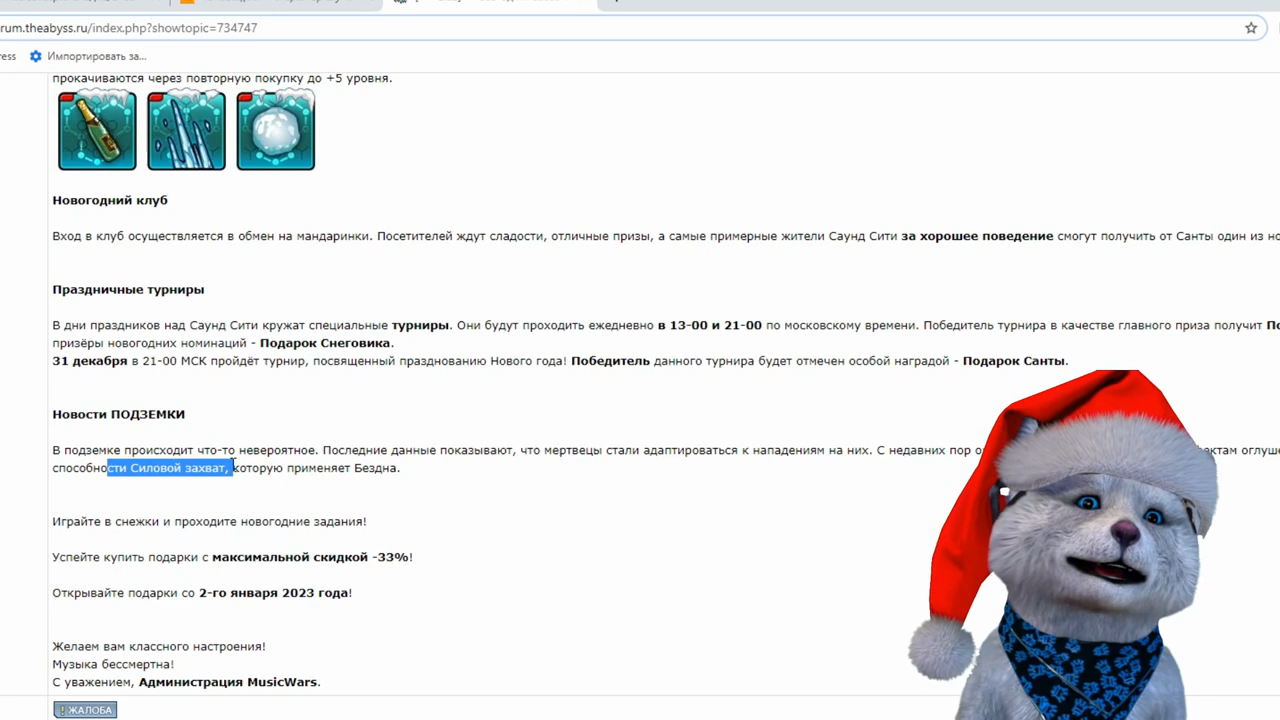 rum.theabyss.ru/index.php?showtopic=734747
ress Импортировать за...
прокачиваются через повторную покупку до +5 уровня.
Новогодний клуб
Вход в клуб осуществляется в обмен на мандаринки. Посетителей ждут сладости, отличные призы, а самые примерные жители Саунд Сити за хорошее поведение смогут получить от Санты один из но
Праздничные турниры
В дни праздников над Саунд Сити кружат специальные турниры. Они будут проходить ежедневно в 13-00 и 21-00 по московскому времени. Победитель турнира в качестве главного приза получит По
призёры новогодних номинаций - Подарок Снеговика.
31 декабря в 21-00 МСК пройдёт турнир, посвященный празднованию Нового года! Победитель данного турнира будет отмечен особой наградой - Подарок Санты.
Новости ПОДЗЕМКИ
В подземке происходит что-то невероятное. Последние данные показывают, что мертвецы стали адаптироваться к нападениям на них. С недавних пор о ектам оглуше
способности Силовой захват, которую применяет Бездна.
Играйте в снежки и проходите новогодние задания!
Успейте купить подарки с максимальной скидкой -33%!
Открывайте подарки со 2-го января 2023 года!
Желаем вам классного настроения!
Музыка бессмертна!
С уважением, Администрация MusicWars.
! ЖАЛОБА